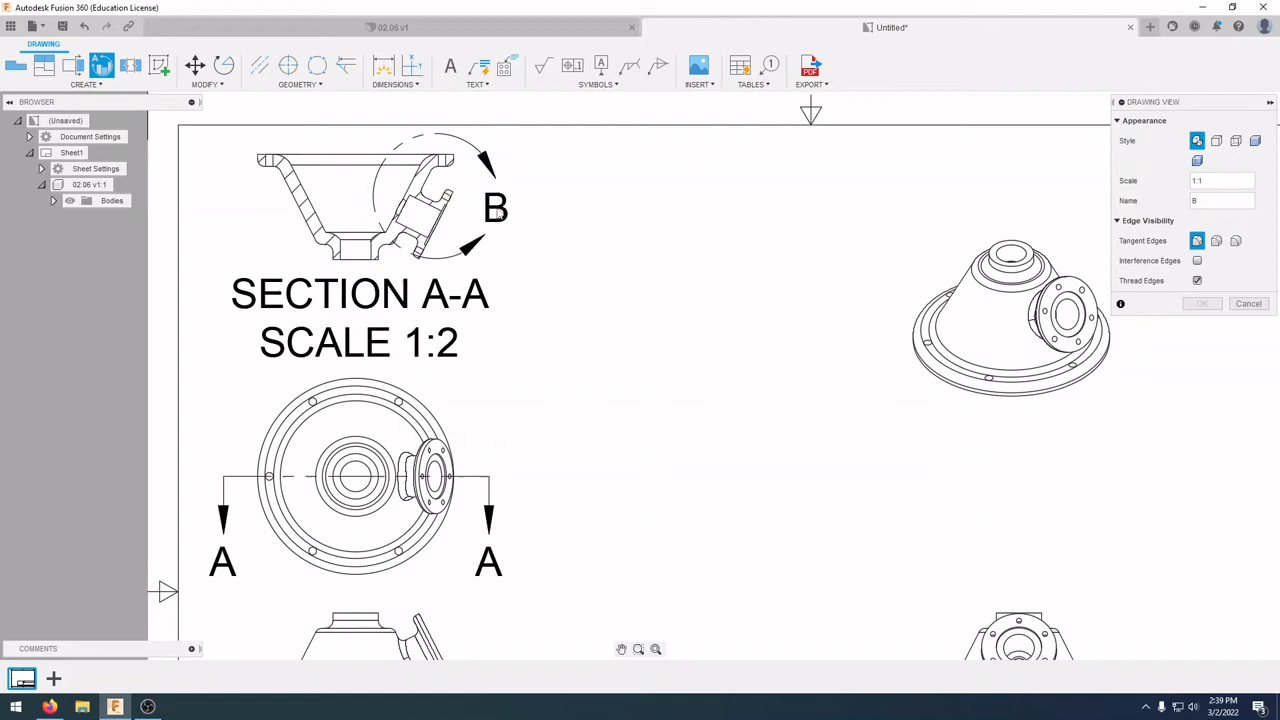 Autodesk Fusion 360 (Education License)
02.06 v1
Untitled*
DRAWING
CREATE
MODIFY
GEOMETRY
DIMENSIONS
TEXT
SYMBOLS
INSERT
TABLES
EXPORT
BROWSER
(Unsaved)
Document Settings
Sheet1
Sheet Settings
02.06 v1:1
Bodies
DRAWING VIEW
Appearance
Style
Scale 1:1
Name B
Edge Visibility
Tangent Edges
Interference Edges
Thread Edges
OK Cancel
B
SECTION A-A
SCALE 1:2
A A
COMMENTS
2:39 PM
3/2/2022